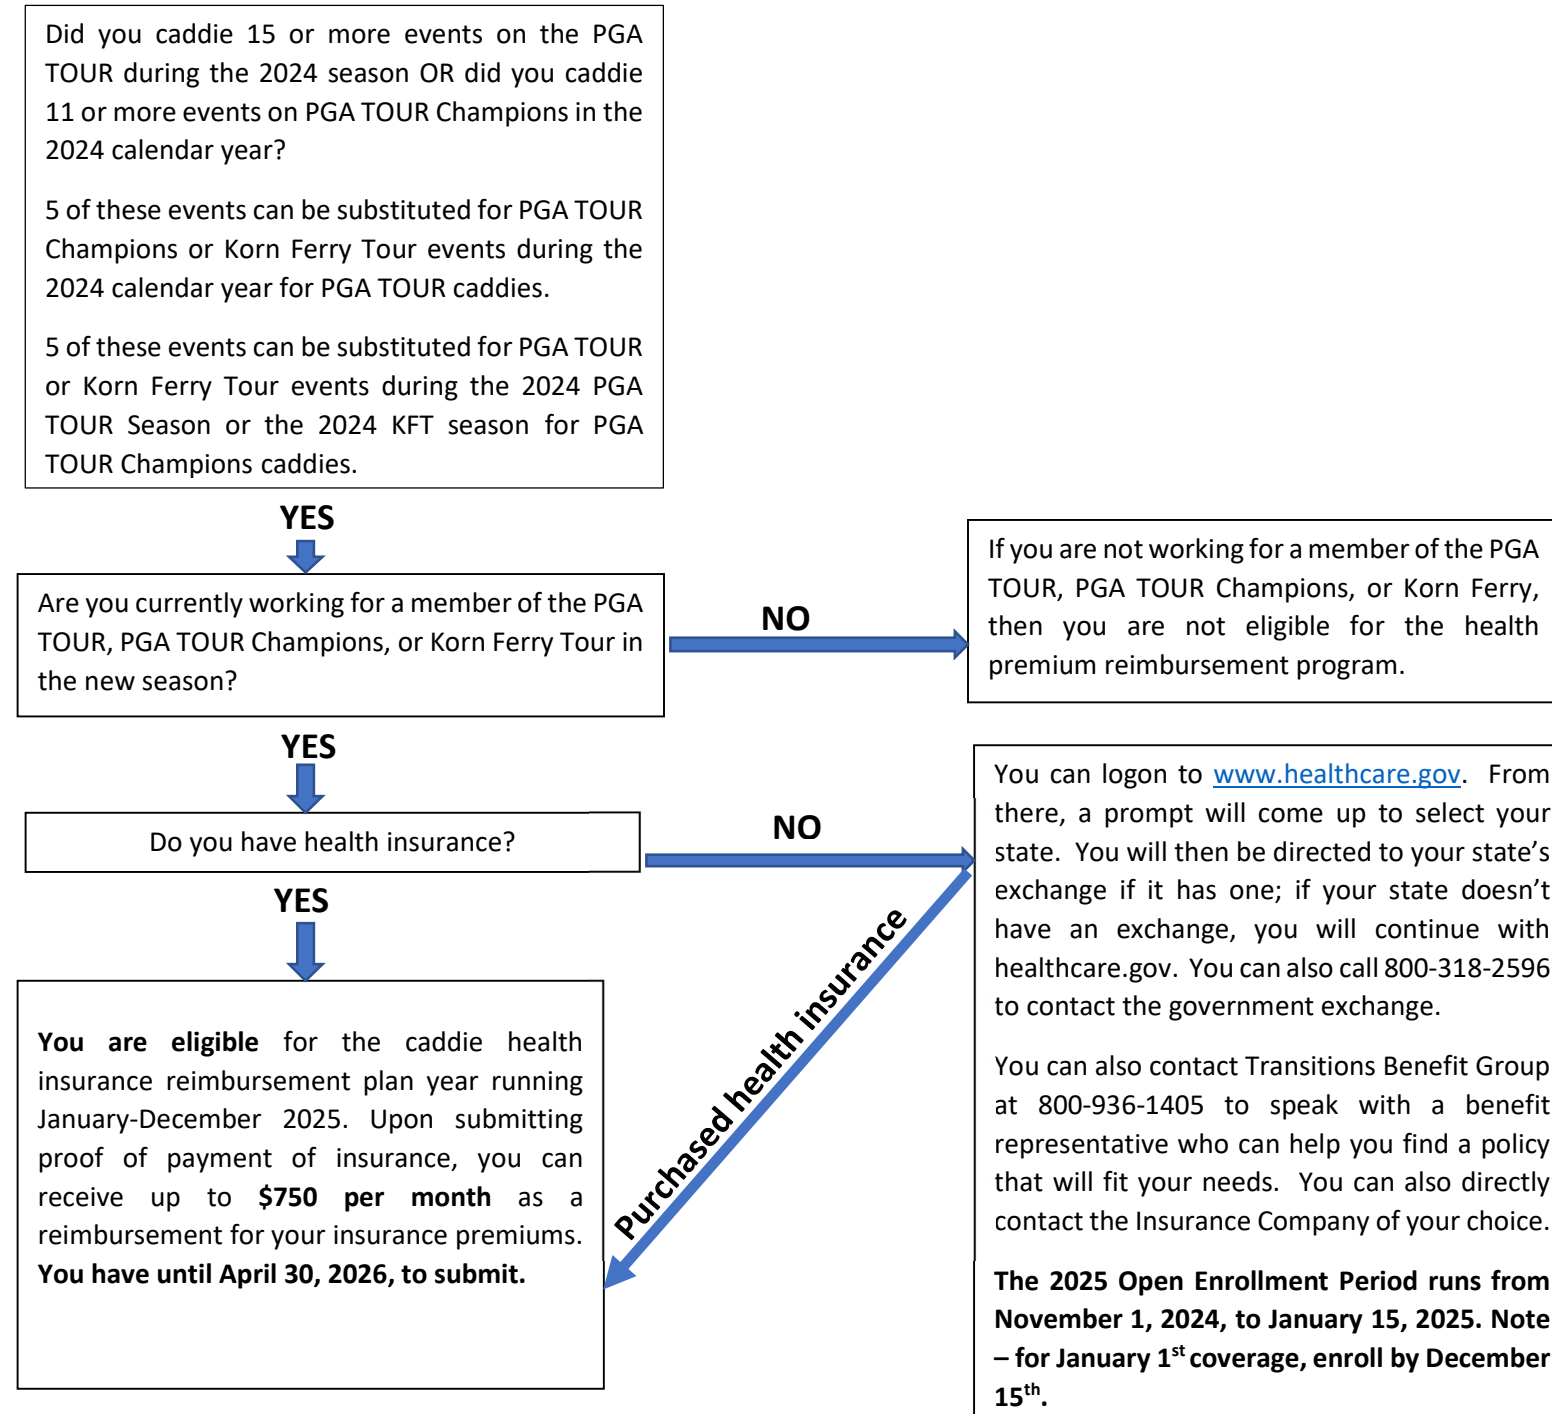 Did you caddie 15 or more events on the PGA
TOUR during the 2024 season OR did you caddie
11 or more events on PGA TOUR Champions in the
2024 calendar year?
5 of these events can be substituted for PGA TOUR
Champions or Korn Ferry Tour events during the
2024 calendar year for PGA TOUR caddies.
5 of these events can be substituted for PGA TOUR
or Korn Ferry Tour events during the 2024 PGA
TOUR Season or the 2024 KFT season for PGA
TOUR Champions caddies.
YES
Are you currently working for a member of the PGA
TOUR, PGA TOUR Champions, or Korn Ferry Tour in
the new season?
NO
If you are not working for a member of the PGA
TOUR, PGA TOUR Champions, or Korn Ferry,
then you are not eligible for the health
premium reimbursement program.
YES
Do you have health insurance?
NO
You can logon to www.healthcare.gov. From
there, a prompt will come up to select your
state. You will then be directed to your state’s
exchange if it has one; if your state doesn’t
have an exchange, you will continue with
healthcare.gov. You can also call 800-318-2596
to contact the government exchange.
You can also contact Transitions Benefit Group
at 800-936-1405 to speak with a benefit
representative who can help you find a policy
that will fit your needs. You can also directly
contact the Insurance Company of your choice.
The 2025 Open Enrollment Period runs from
November 1, 2024, to January 15, 2025. Note
– for January 1st coverage, enroll by December
15th.
Purchased health insurance
YES
You are eligible for the caddie health
insurance reimbursement plan year running
January-December 2025. Upon submitting
proof of payment of insurance, you can
receive up to $750 per month as a
reimbursement for your insurance premiums.
You have until April 30, 2026, to submit.